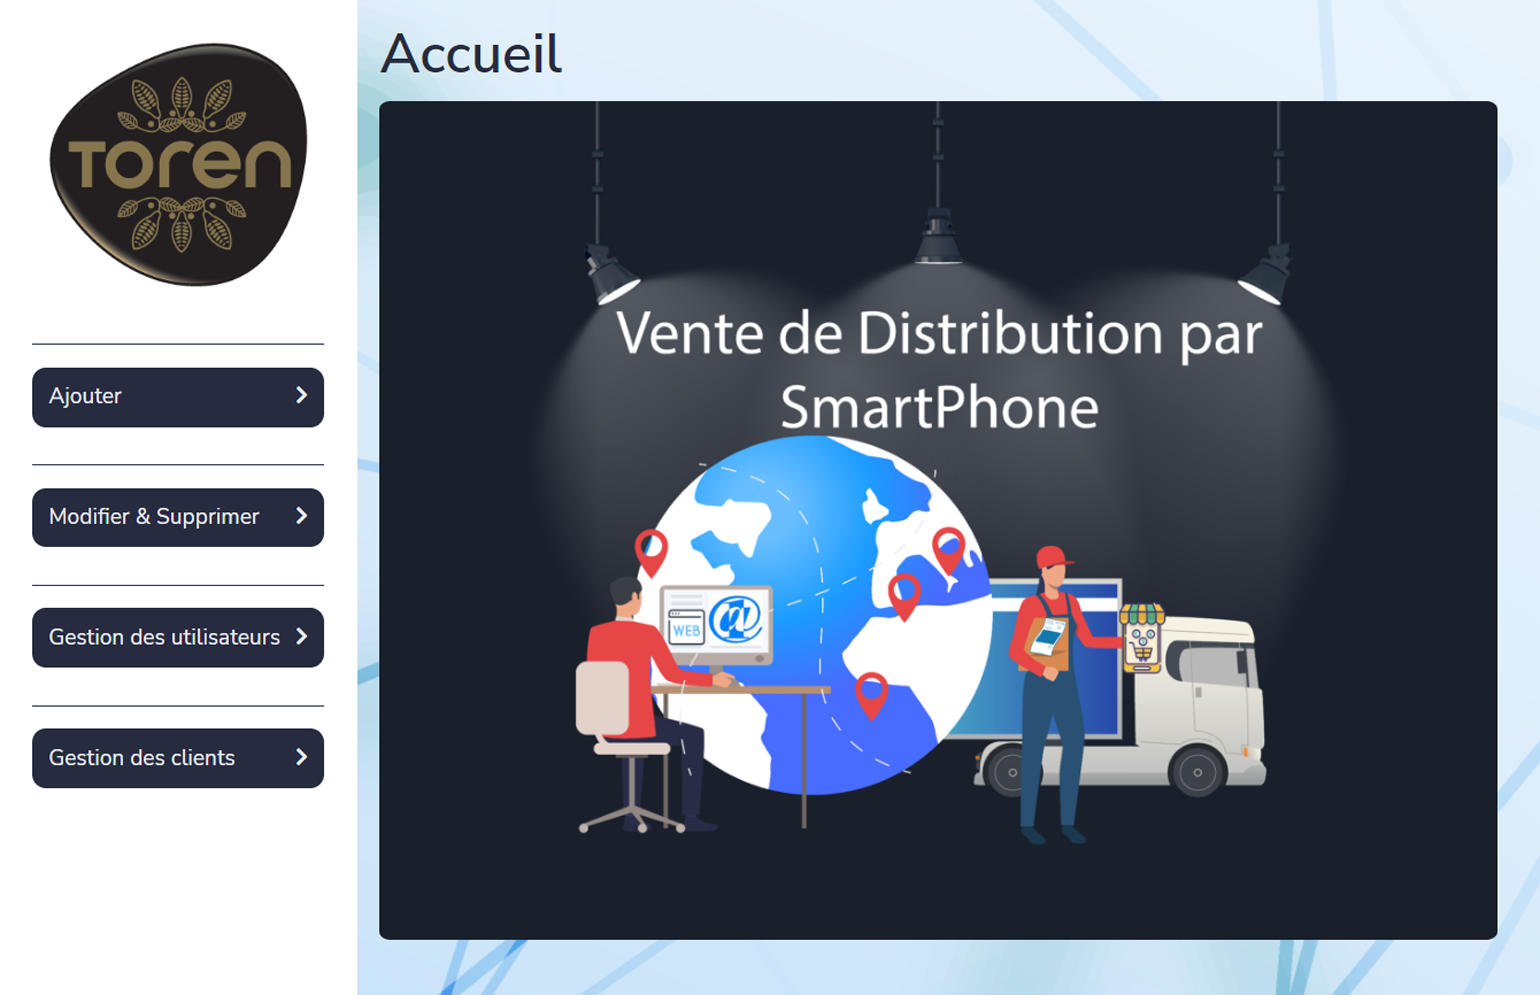 TOREN
Ajouter
Modifier & Supprimer
Gestion des utilisateurs
Gestion des clients
Accueil
Vente de Distribution par
SmartPhone
WEB
@